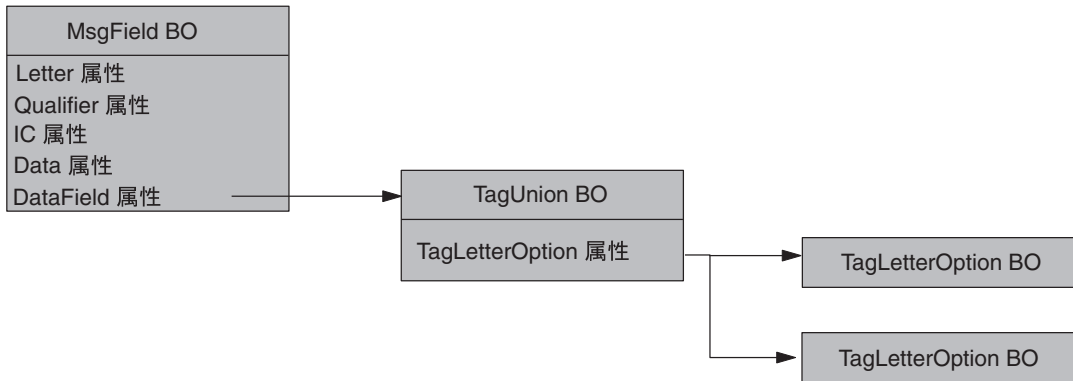 MsgField BO
Letter 属性
Qualifier 属性
IC 属性
Data 属性
DataField 属性
TagUnion BO
TagLetterOption 属性
TagLetterOption BO
TagLetterOption BO